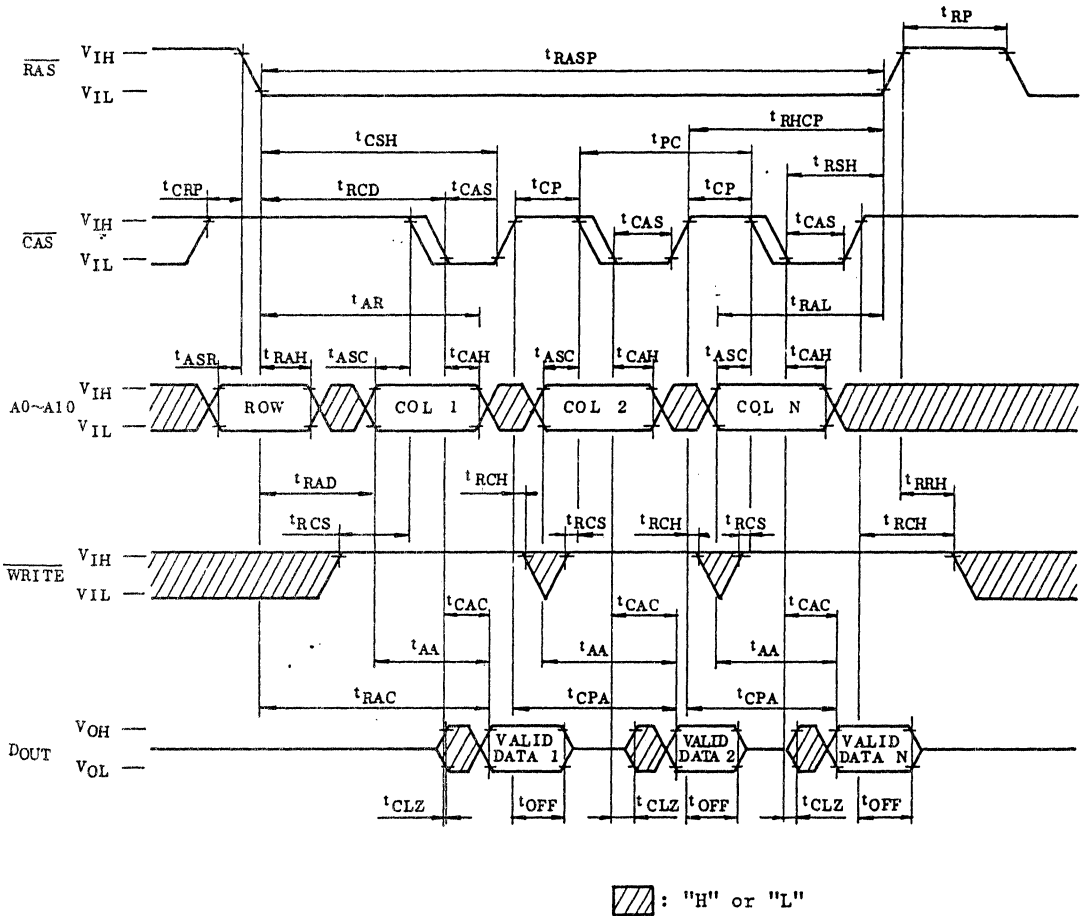 tRP
VIH
RAS
tRASP
VIL
tRHCP
tCSH
tPC
tRSH
tCRP
tRCD
tCAS
tCP
tCP
VIH
tCAS
tCAS
CAS
VIL
tAR
tRAL
tASR
tRAH
tASC
tCAH
tASC
tCAH
tASC
tCAH
VIH
A0~A10
ROW
COL 1
COL 2
COL N
VIL
tRAD
tRCH
tRRH
tRCS
tRCS
tRCH
tRCS
tRCH
VIH
WRITE
VIL
tCAC
tCAC
tCAC
tAA
tAA
tAA
tRAC
tCPA
tCPA
VOH
DOUT
VALID DATA 1
VALID DATA 2
VALID DATA N
VOL
tCLZ
tOFF
tCLZ
tOFF
tCLZ
tOFF
: "H" or "L"